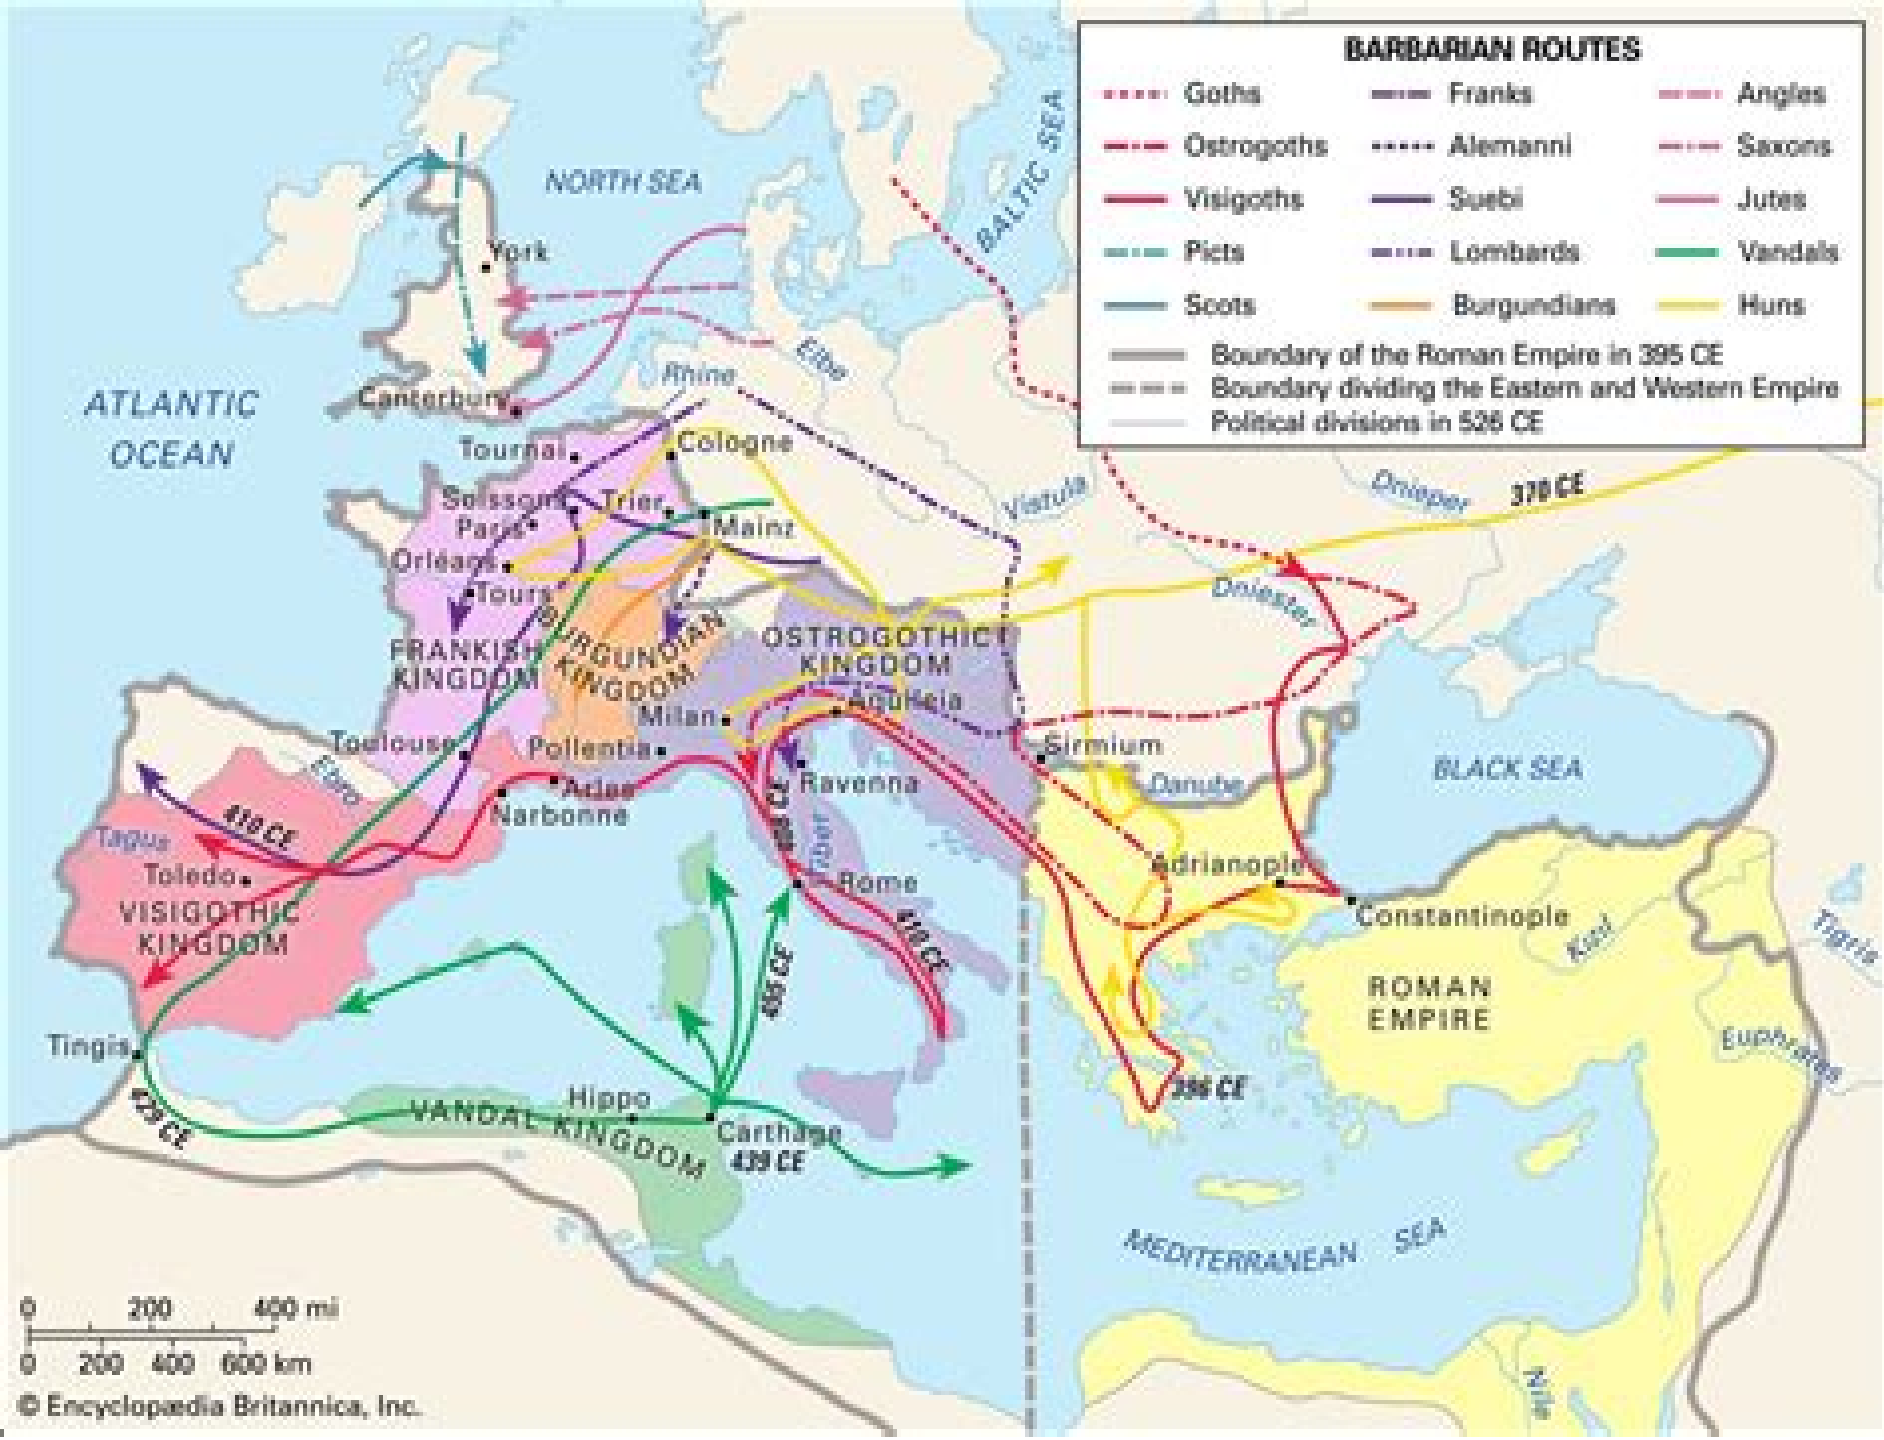 BARBARIAN ROUTES
Goths
Franks
Angles
Ostrogoths
Alemanni
Saxons
Visigoths
Suebi
Jutes
Picts
Lombards
Vandals
Scots
Burgundians
Huns
Boundary of the Roman Empire in 395 CE
Boundary dividing the Eastern and Western Empire
Political divisions in 526 CE
NORTH SEA
BALTIC SEA
York
Elbe
Rhine
ATLANTIC
OCEAN
Canterbury
Tournai
Cologne
Soissons
Trier
Paris
Mainz
Vistula
Dnieper
370 CE
Orléans
Tours
Dniester
FRANKISH
KINGDOM
BURGUNDIAN
KINGDOM
OSTROGOTHIC
KINGDOM
Milan
Aquileia
Toulouse
Pollentia
Sirmium
Ebro
Arles
Ravenna
Danube
BLACK SEA
Narbonne
410 CE
Tagus
Toledo
CE
Tiber
Rome
Adrianople
Constantinople
VISIGOTHIC
KINGDOM
410 CE
455 CE
Kizil
Tigris
ROMAN
EMPIRE
Euphrates
Tingis
429 CE
Hippo
VANDAL KINGDOM
Carthage
439 CE
396 CE
MEDITERRANEAN SEA
Nile
0 200 400 mi
0 200 400 600 km
© Encyclopædia Britannica, Inc.